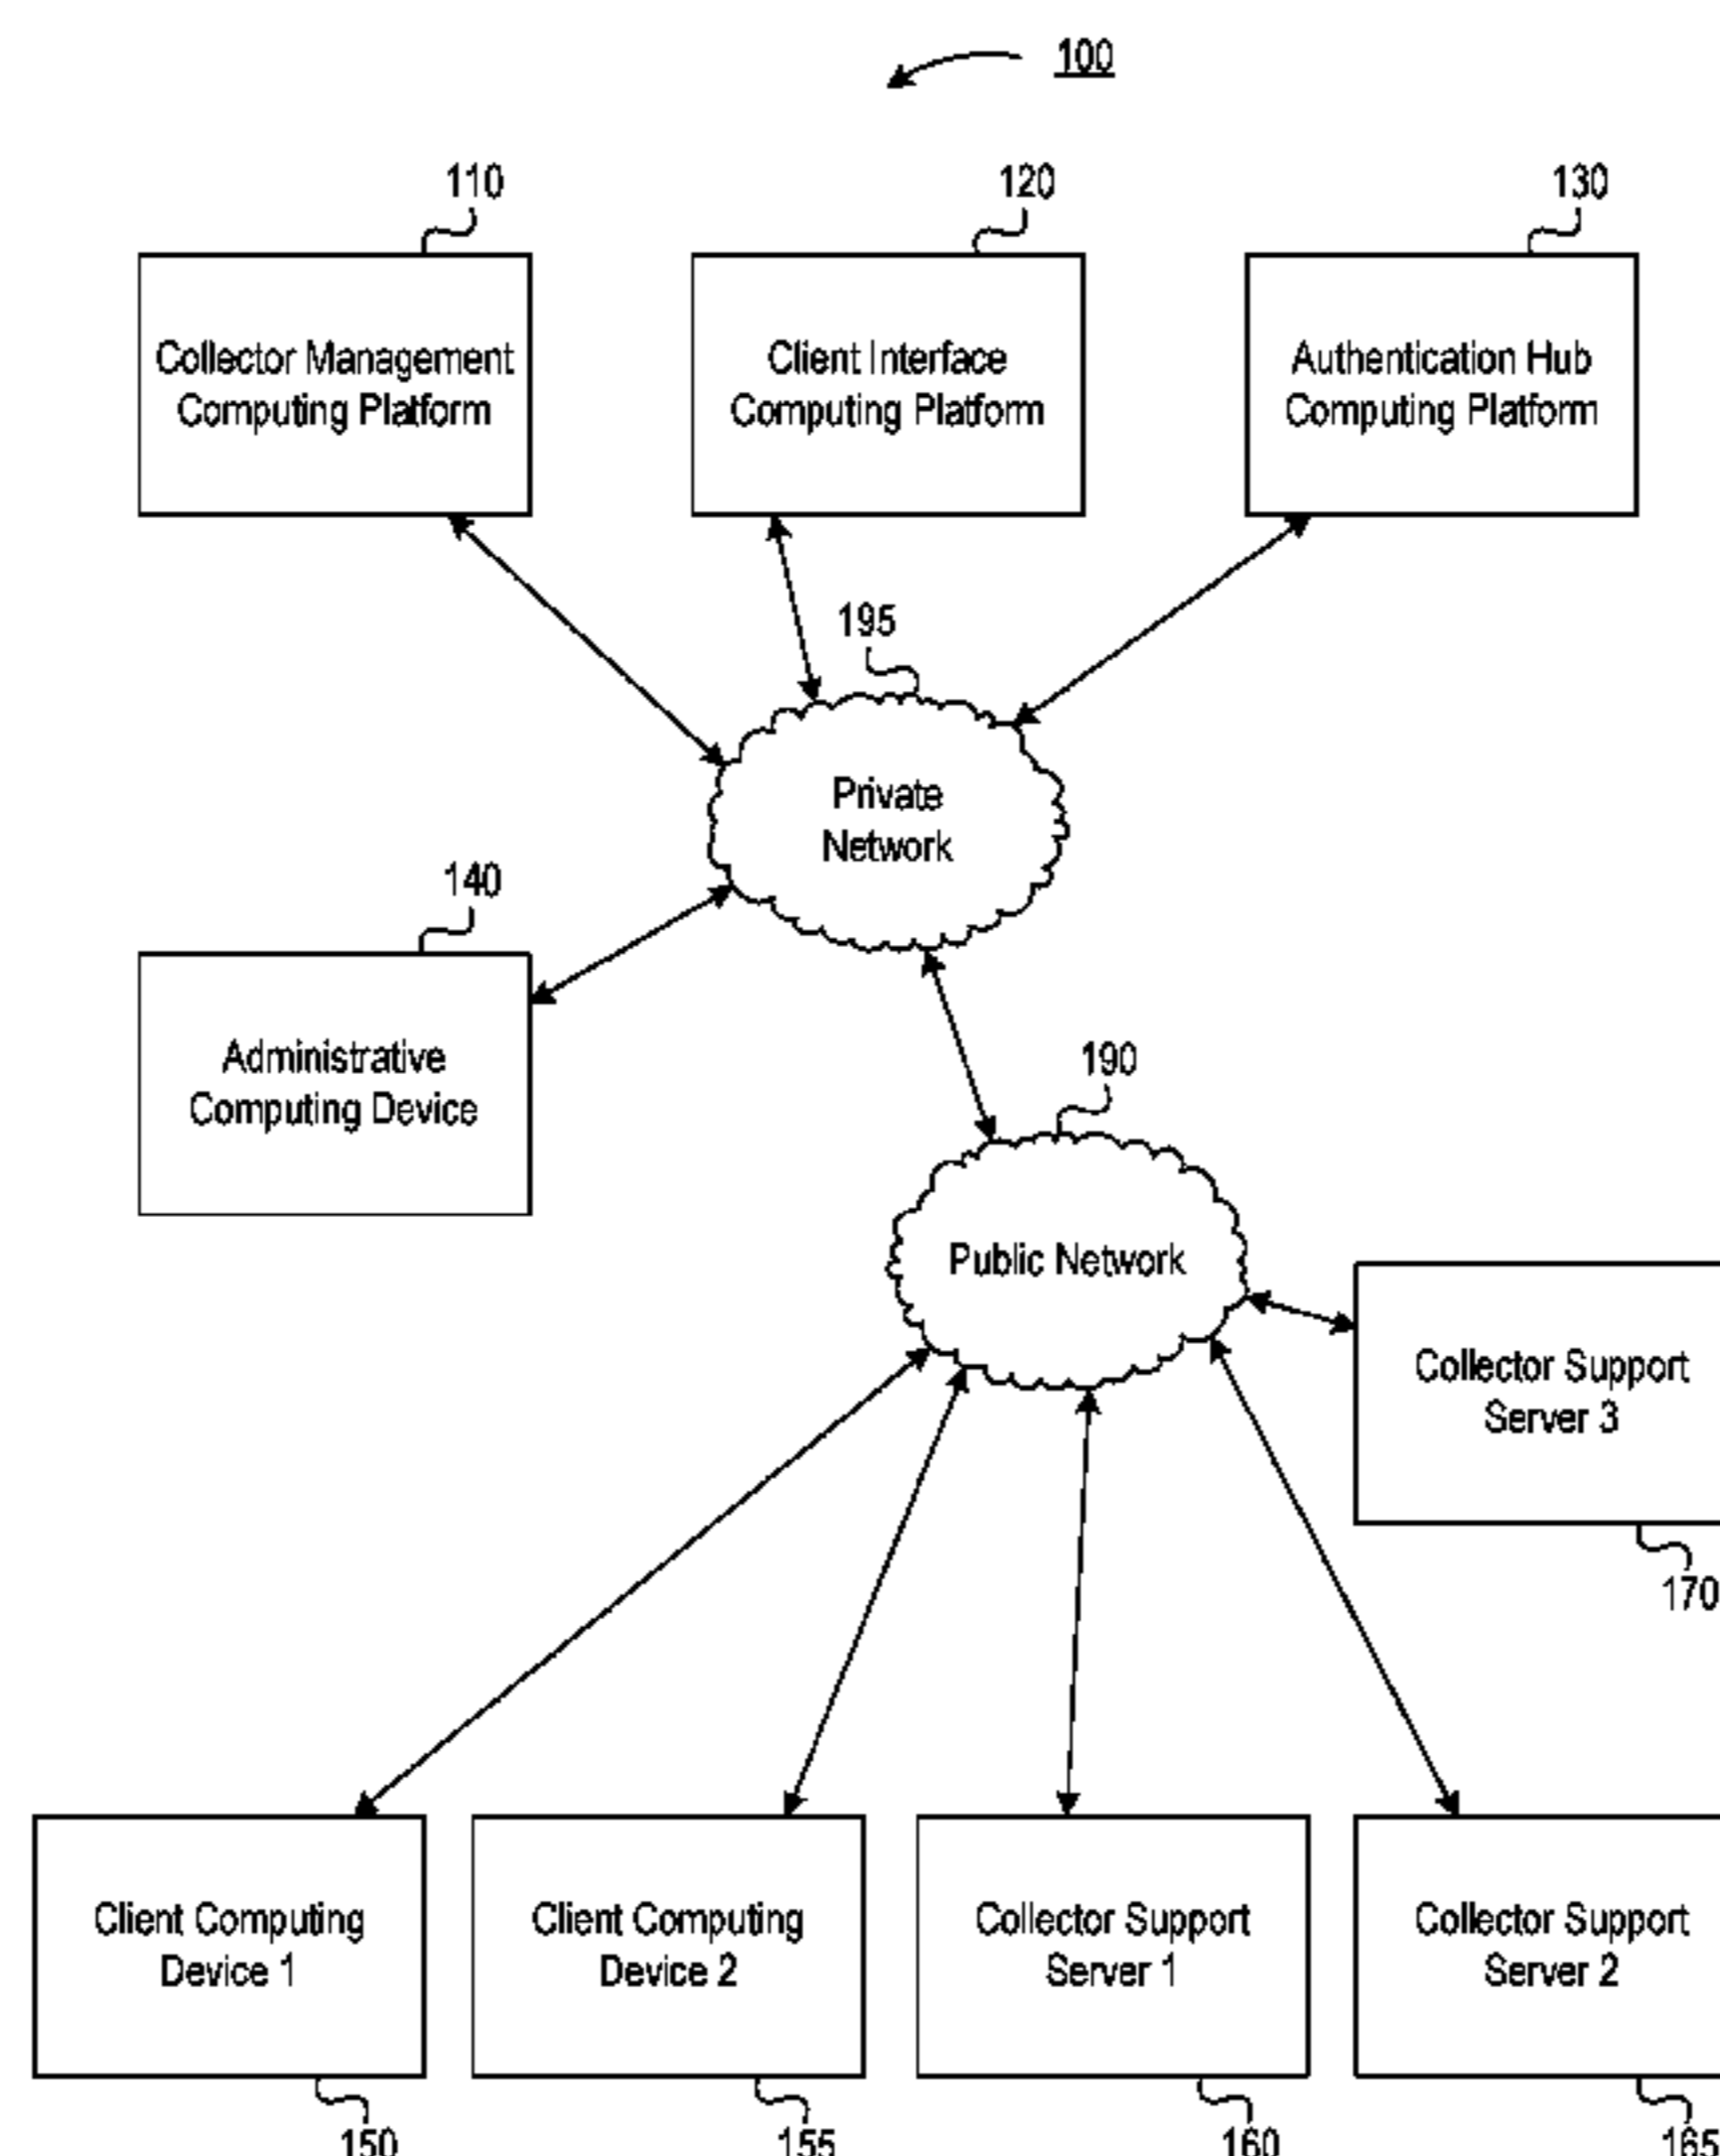 100
110
120
130
Collector Management
Computing Platform
Client Interface
Computing Platform
Authentication Hub
Computing Platform
195
Private
Network
140
Administrative
Computing Device
190
Public Network
Collector Support
Server 3
170
Client Computing
Device 1
Client Computing
Device 2
Collector Support
Server 1
Collector Support
Server 2
150
155
160
165